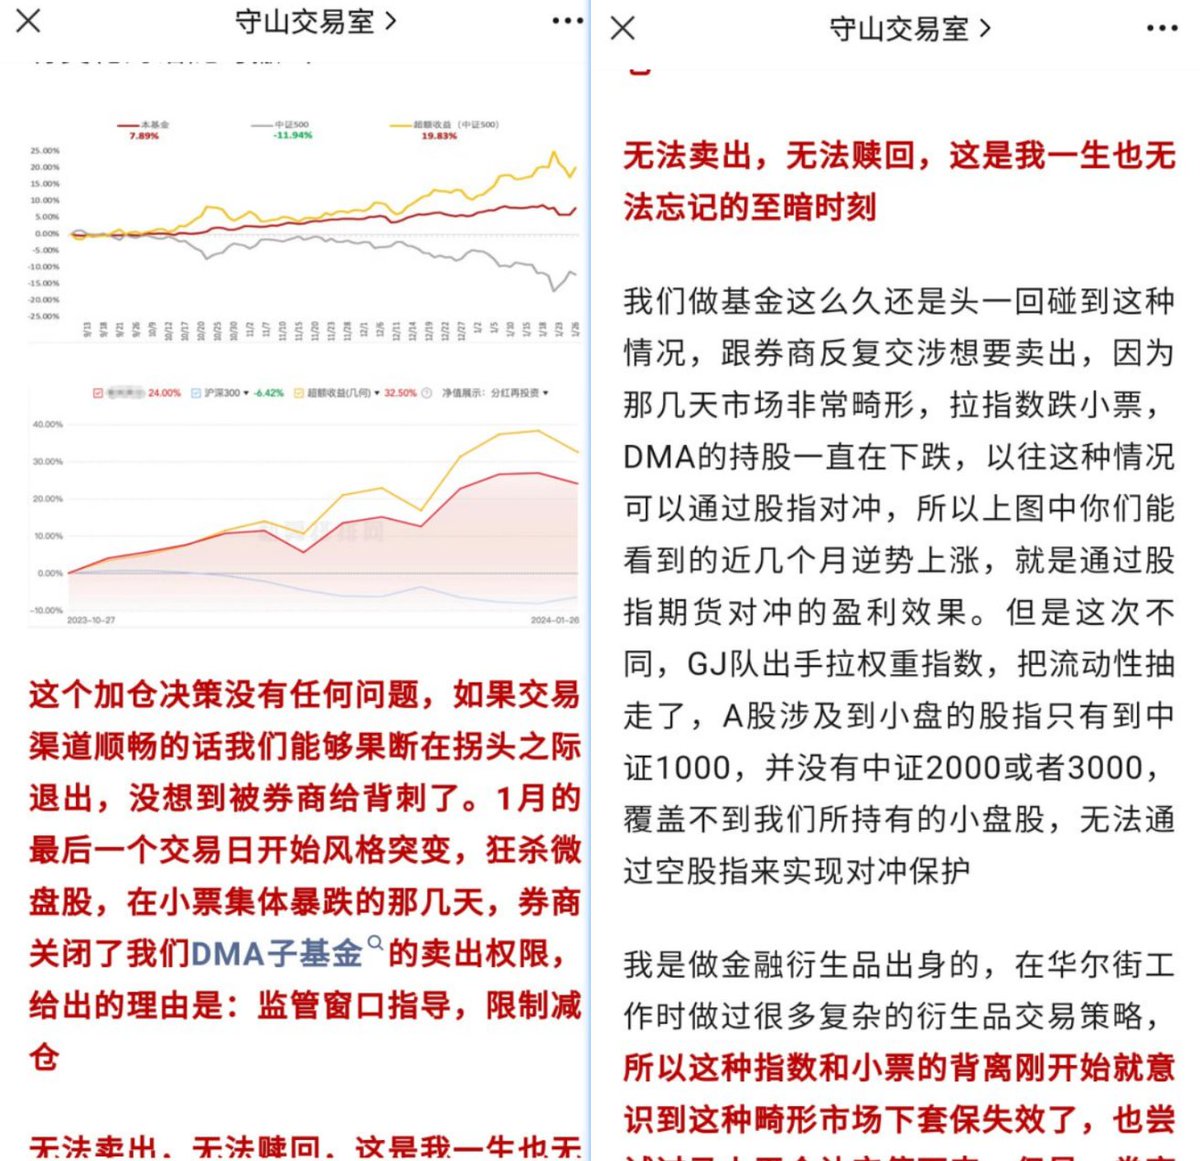 守山交易室
本基金
7.89%
中证500
-11.94%
超额收益（中证500）
19.83%
25.00%
20.00%
15.00%
10.00%
5.00%
0.00%
-5.00%
-10.00%
-15.00%
-20.00%
-25.00%
9/13
9/18
9/21
9/26
10/9
10/12
10/17
10/20
10/25
10/30
11/2
11/7
11/10
11/15
11/20
11/23
11/28
12/1
12/6
12/11
12/14
12/19
12/22
12/27
1/2
1/5
1/10
1/15
1/18
1/23
1/26
24.00% 沪深300 -6.42% 超额收益(几何) 32.50% 净值展示：分红再投资
40.00%
30.00%
20.00%
10.00%
0.00%
-10.00%
2023-10-27
2024-01-26
这个加仓决策没有任何问题，如果交易
渠道顺畅的话我们能够果断在拐头之际
退出，没想到被券商给背刺了。1月的
最后一个交易日开始风格突变，狂杀微
盘股，在小票集体暴跌的那几天，券商
关闭了我们DMA子基金的卖出权限，
给出的理由是：监管窗口指导，限制减
仓
无法卖出，无法赎回，这是我一生也无
守山交易室
无法卖出，无法赎回，这是我一生也无
法忘记的至暗时刻
我们做基金这么久还是头一回碰到这种
情况，跟券商反复交涉想要卖出，因为
那几天市场非常畸形，拉指数跌小票，
DMA的持股一直在下跌，以往这种情况
可以通过股指对冲，所以上图中你们能
看到的近几个月逆势上涨，就是通过股
指期货对冲的盈利效果。但是这次不
同，GJ队出手拉权重指数，把流动性抽
走了，A股涉及到小盘的股指只有到中
证1000，并没有中证2000或者3000，
覆盖不到我们所持有的小盘股，无法通
过空股指来实现对冲保护
我是做金融衍生品出身的，在华尔街工
作时做过很多复杂的衍生品交易策略，
所以这种指数和小票的背离刚开始就意
识到这种畸形市场下套保失效了，也尝